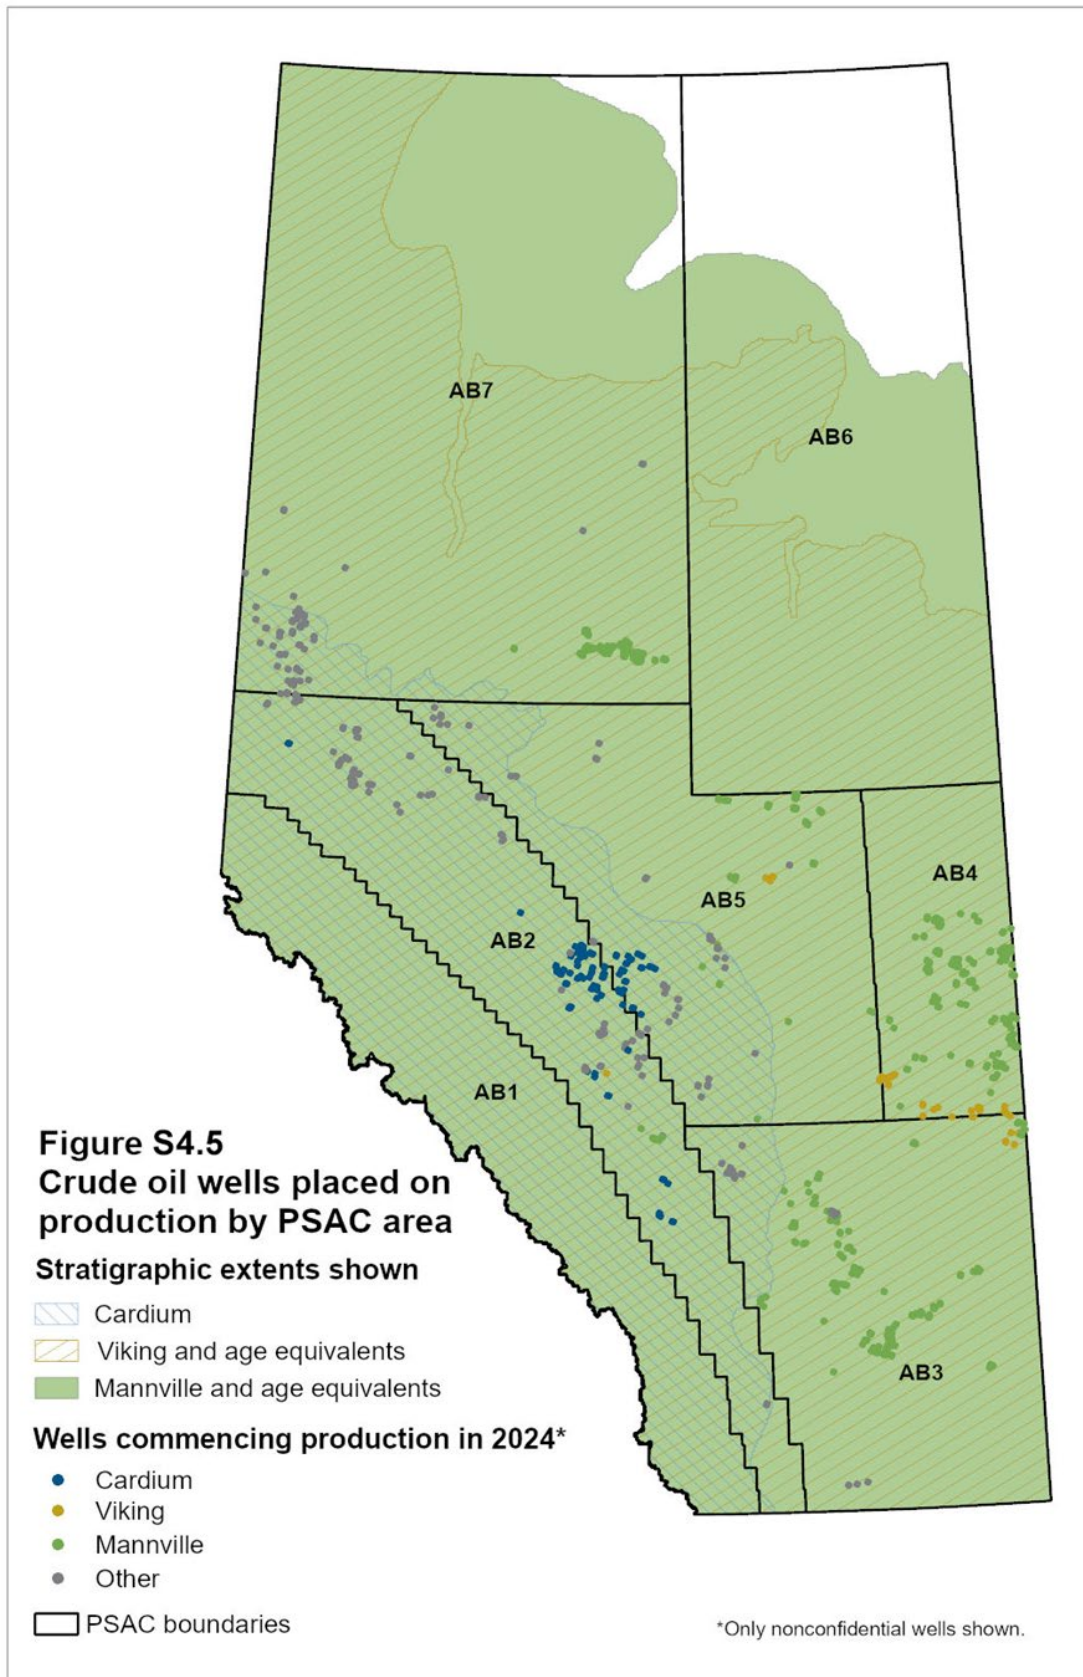 AB7
AB6
AB4
AB5
AB2
AB1
AB3
Figure S4.5
Crude oil wells placed on
production by PSAC area
Stratigraphic extents shown
Cardium
Viking and age equivalents
Mannville and age equivalents
Wells commencing production in 2024*
Cardium
Viking
Mannville
Other
PSAC boundaries
*Only nonconfidential wells shown.